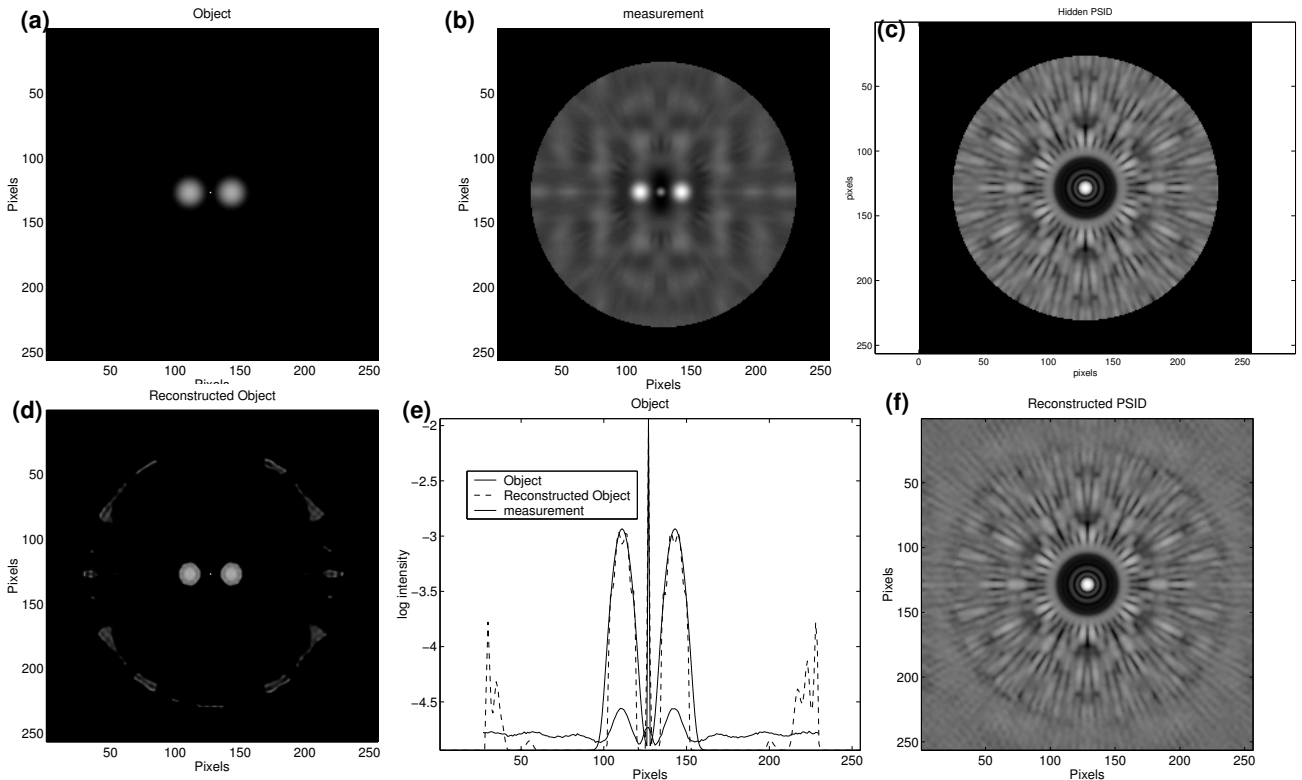 (a)
Object
50
100
150
200
250
Pixels
50 100 150 200 250
Pixels
(b)
measurement
50
100
150
200
250
Pixels
50 100 150 200 250
Pixels
(c)
Hidden PSID
50
100
150
200
250
pixels
0 50 100 150 200 250
pixels
(d)
Reconstructed Object
50
100
150
200
250
Pixels
50 100 150 200 250
Pixels
(e)
Object
−2
−2.5
−3
−3.5
−4
−4.5
log intensity
Object
Reconstructed Object
measurement
50 100 150 200 250
Pixels
(f)
Reconstructed PSID
50
100
150
200
250
Pixels
50 100 150 200 250
Pixels